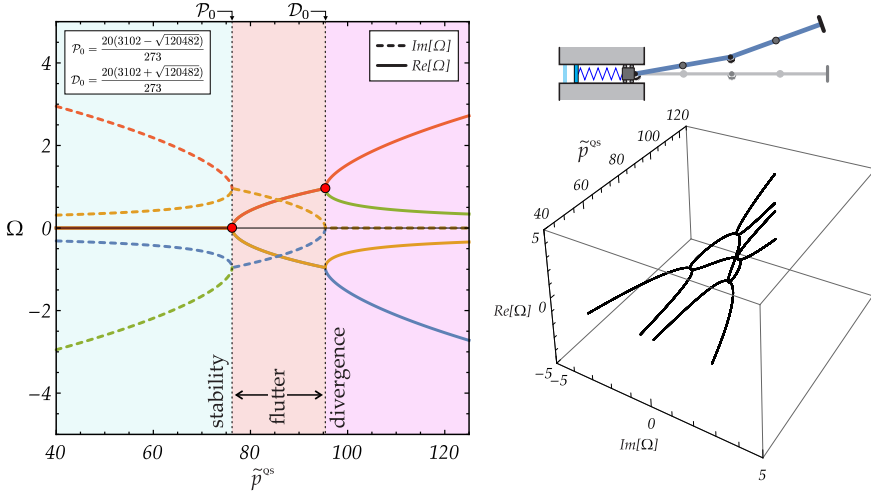 𝒫₀ 𝒟₀
𝒫₀ = 20(3102 − √120482) / 273
𝒟₀ = 20(3102 + √120482) / 273
Im[Ω]
Re[Ω]
4
2
0
−2
−4
Ω
stability
flutter
divergence
40 60 80 100 120
p̃^QS
120
100
80
60
40
p̃^QS
5
0
−5
Re[Ω]
−5
0
5
Im[Ω]